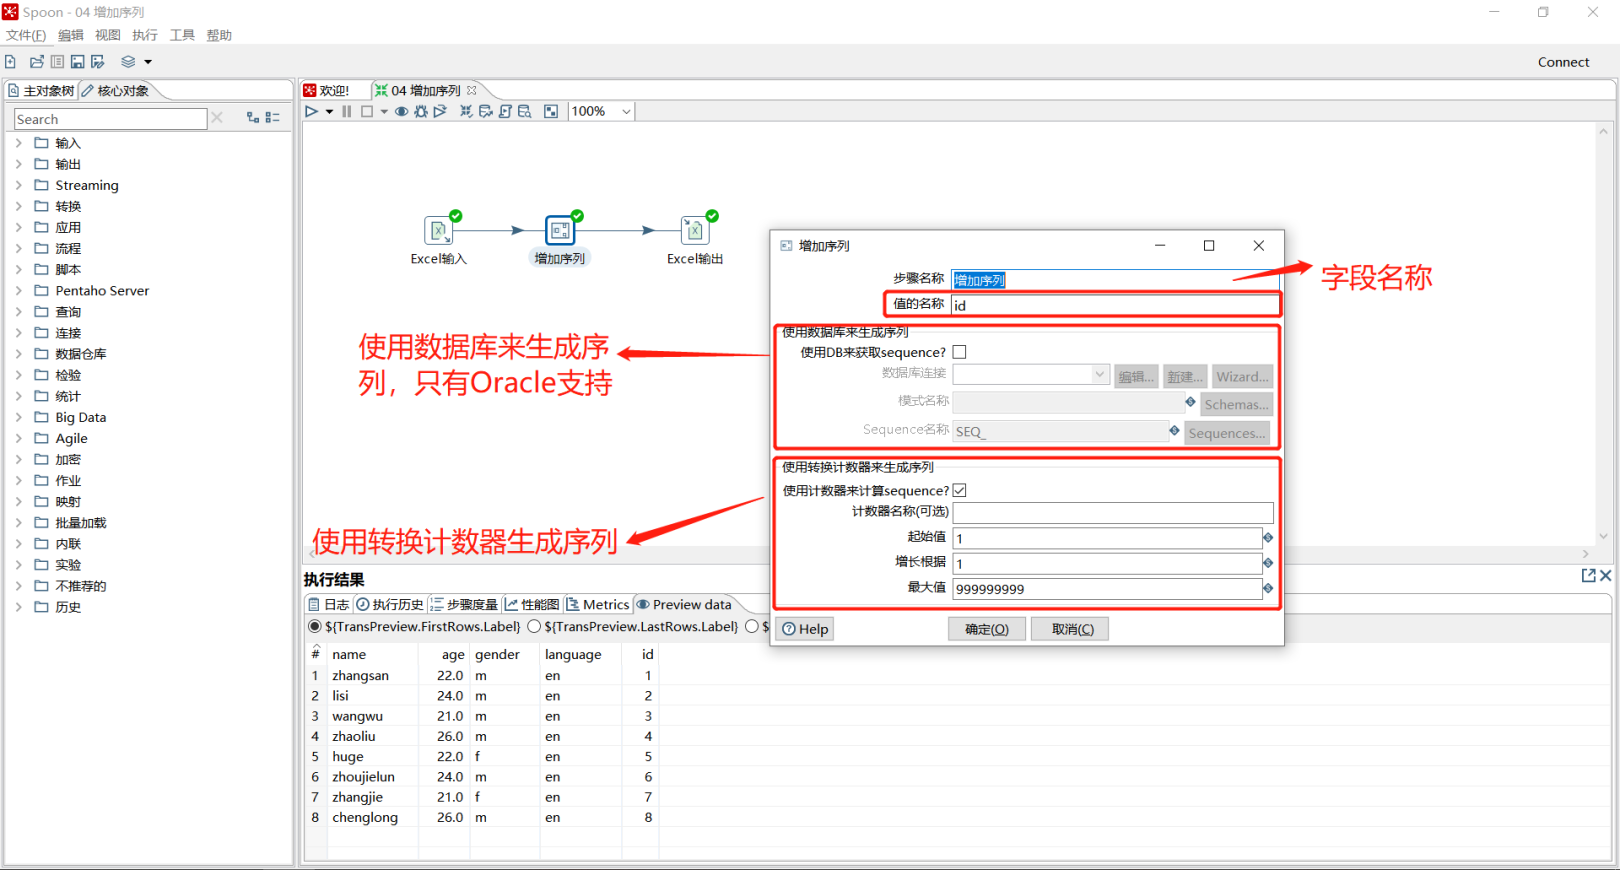 Spoon - 04 增加序列
文件(F) 编辑 视图 执行 工具 帮助
Connect
主对象树 核心对象
欢迎! 04 增加序列
Search
100%
输入
输出
Streaming
转换
应用
流程
脚本
Pentaho Server
查询
连接
数据仓库
检验
统计
Big Data
Agile
加密
作业
映射
批量加载
内联
实验
不推荐的
历史
Excel输入
增加序列
Excel输出
使用数据库来生成序
列，只有Oracle支持
使用转换计数器生成序列
字段名称
增加序列
步骤名称 增加序列
值的名称 id
使用数据库来生成序列
使用DB来获取sequence?
数据库连接 编辑... 新建... Wizard...
模式名称 Schemas...
Sequence名称 SEQ_ Sequences...
使用转换计数器来生成序列
使用计数器来计算sequence?
计数器名称(可选)
起始值 1
增长根据 1
最大值 999999999
Help 确定(O) 取消(C)
执行结果
日志 执行历史 步骤度量 性能图 Metrics Preview data
${TransPreview.FirstRows.Label} ${TransPreview.LastRows.Label} $
# name age gender language id
1 zhangsan 22.0 m en 1
2 lisi 24.0 m en 2
3 wangwu 21.0 m en 3
4 zhaoliu 26.0 m en 4
5 huge 22.0 f en 5
6 zhoujielun 24.0 m en 6
7 zhangjie 21.0 f en 7
8 chenglong 26.0 m en 8